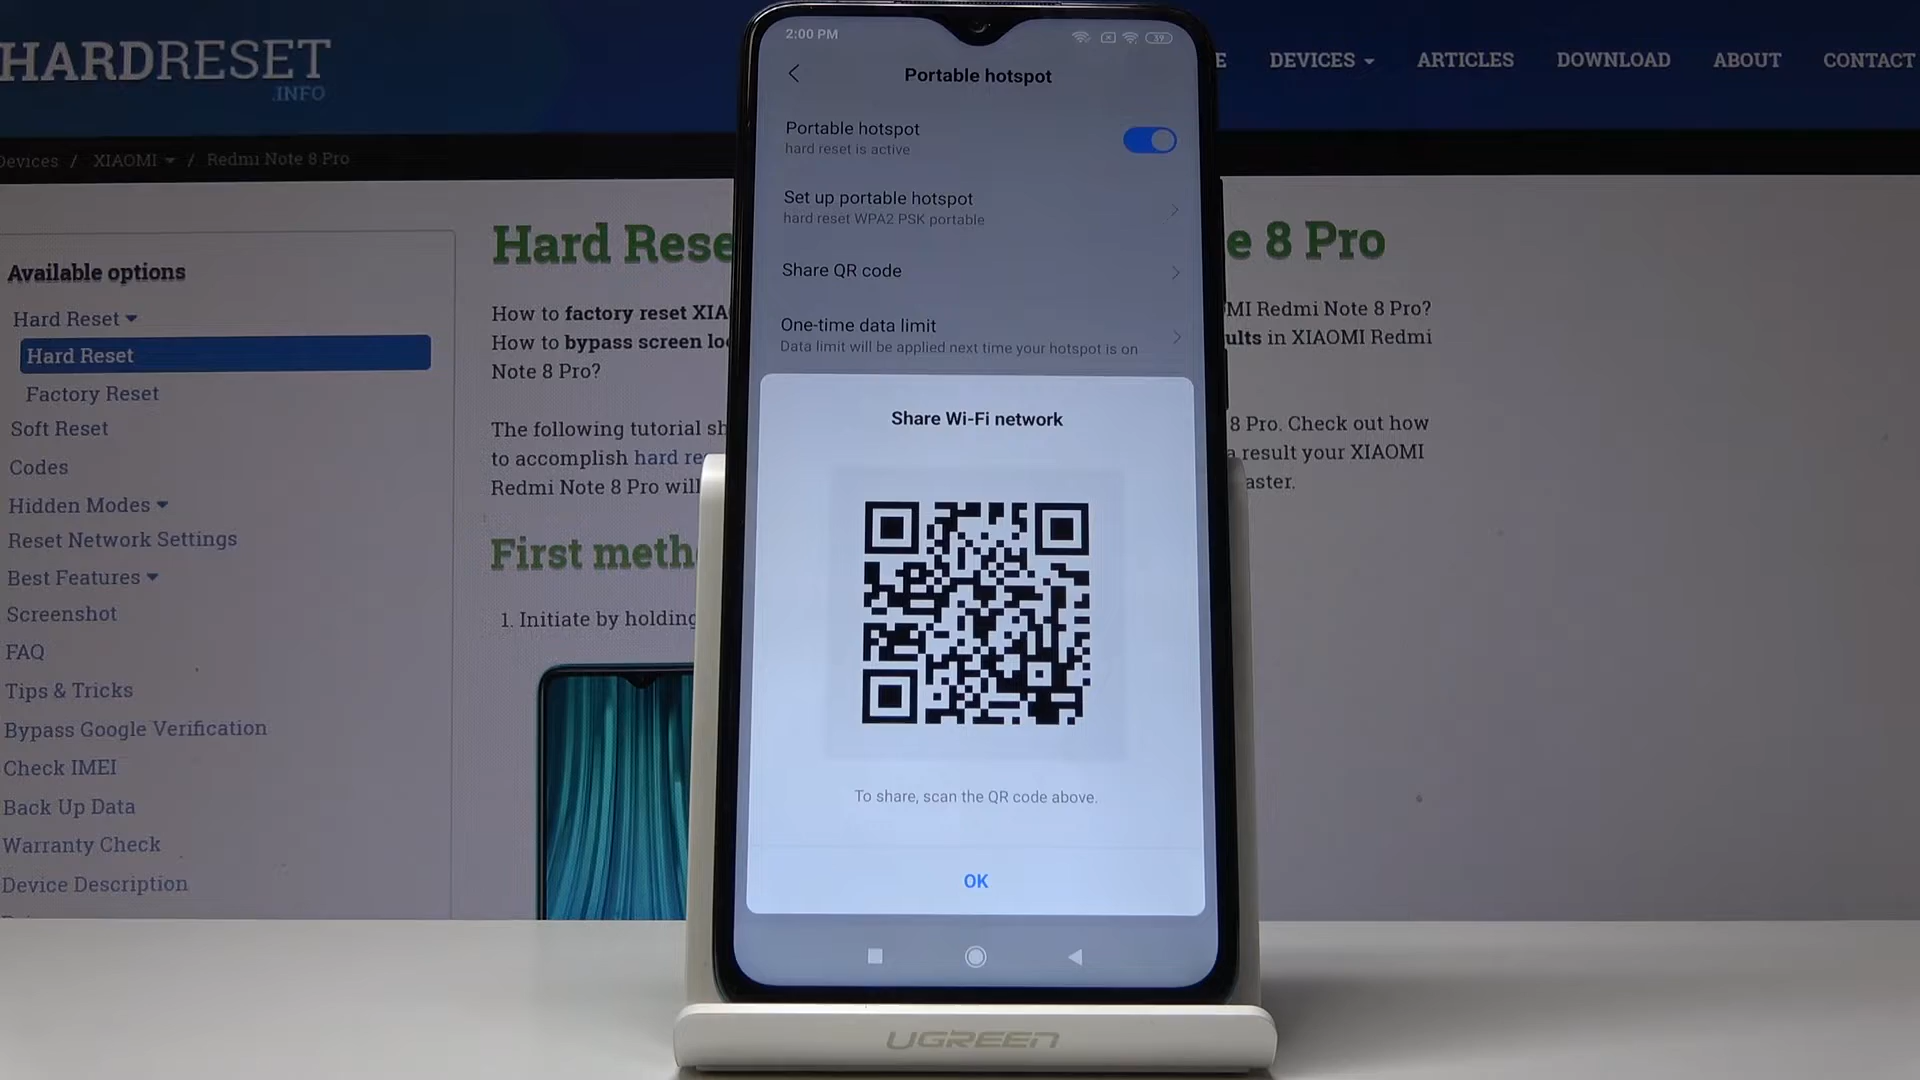 HARDRESET
.INFO
DEVICES
ARTICLES
DOWNLOAD
ABOUT
CONTACT
Devices / XIAOMI / Redmi Note 8 Pro
Available options
Hard Reset
Hard Reset
Factory Reset
Soft Reset
Codes
Hidden Modes
Reset Network Settings
Best Features
Screenshot
FAQ
Tips & Tricks
Bypass Google Verification
Check IMEI
Back Up Data
Warranty Check
Device Description
Hard Rese
e 8 Pro
How to factory reset XIA
MI Redmi Note 8 Pro?
How to bypass screen lo
ults in XIAOMI Redmi
Note 8 Pro?
The following tutorial sh
8 Pro. Check out how
to accomplish hard re
a result your XIAOMI
Redmi Note 8 Pro will
aster.
First meth
1. Initiate by holding
2:00 PM
39
Portable hotspot
Portable hotspot
hard reset is active
Set up portable hotspot
hard reset WPA2 PSK portable
Share QR code
One-time data limit
Data limit will be applied next time your hotspot is on
Share Wi-Fi network
To share, scan the QR code above.
OK
UGREEN